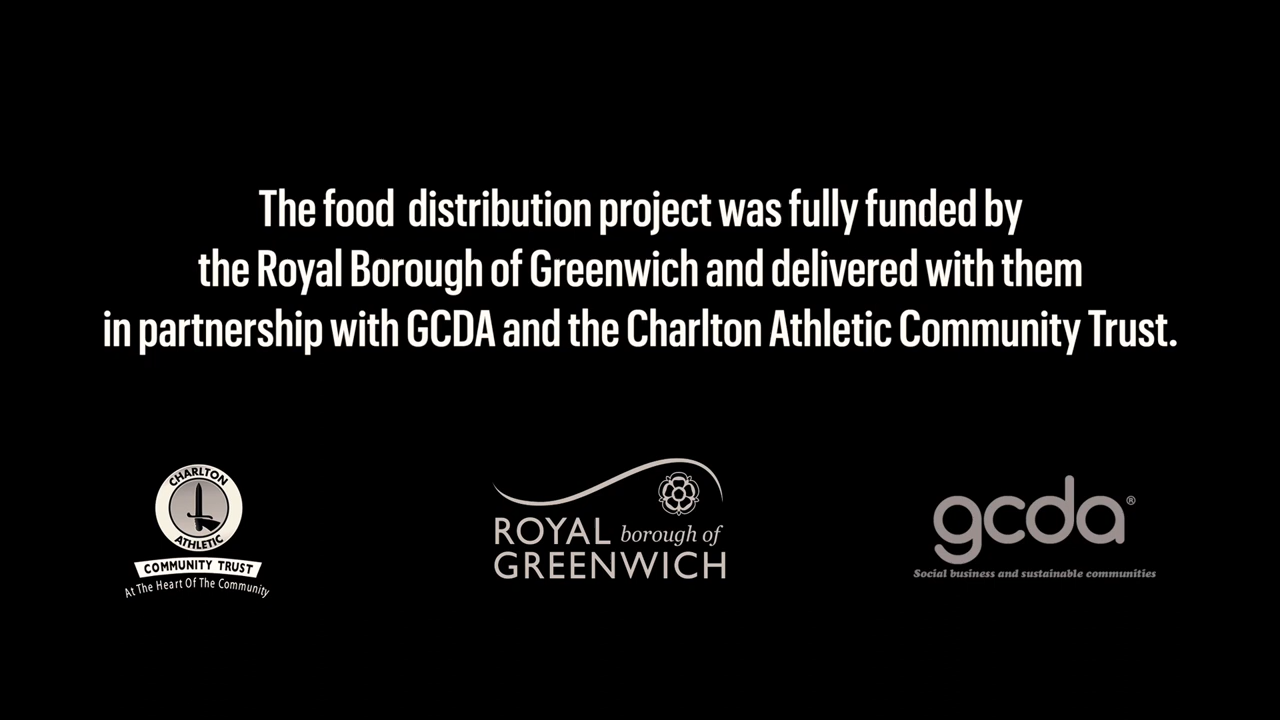 The food  distribution project was fully funded by
the Royal Borough of Greenwich and delivered with them
in partnership with GCDA and the Charlton Athletic Community Trust.
CHARLTON
ATHLETIC
COMMUNITY TRUST
At The Heart Of The Community
ROYAL borough of
GREENWICH
gcda®
Social business and sustainable communities